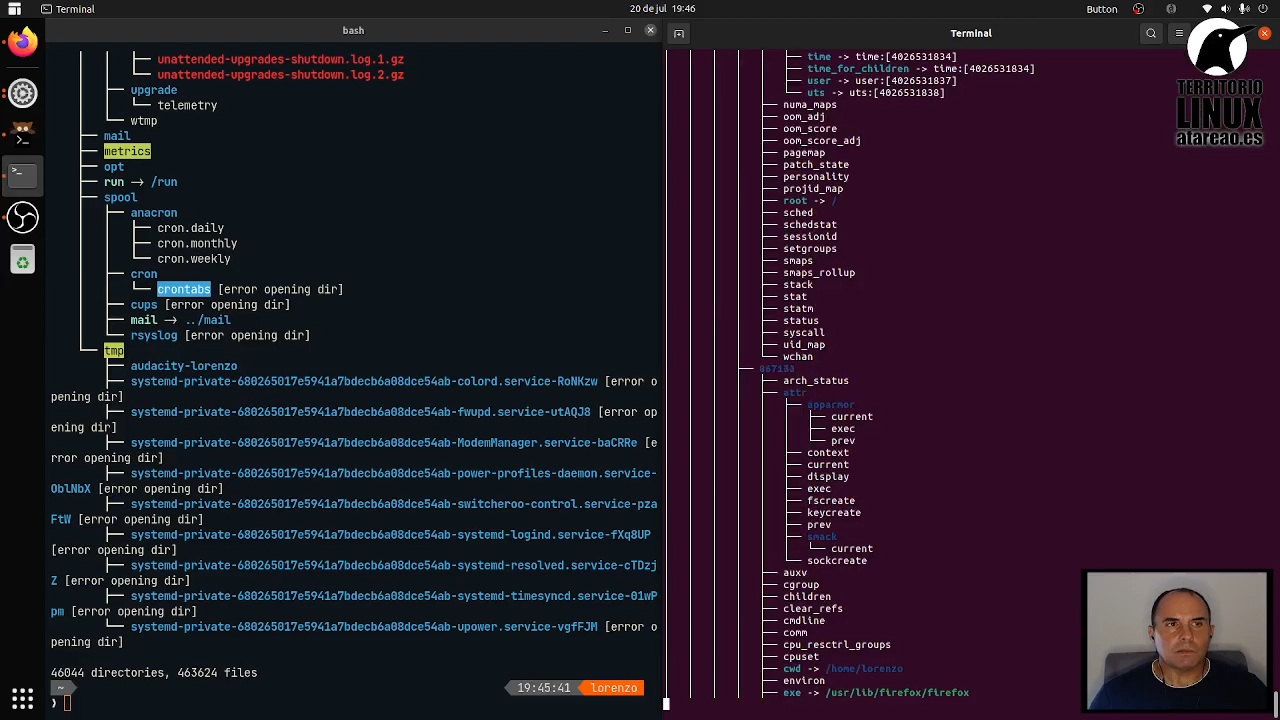 Terminal
20 de jul 19:46
Button
bash
unattended-upgrades-shutdown.log.1.gz
unattended-upgrades-shutdown.log.2.gz
upgrade
telemetry
wtmp
mail
metrics
opt
run -> /run
spool
anacron
cron.daily
cron.monthly
cron.weekly
cron
crontabs [error opening dir]
cups [error opening dir]
mail -> ../mail
rsyslog [error opening dir]
tmp
audacity-lorenzo
systemd-private-680265017e5941a7bdecb6a08dce54ab-colord.service-RoNKzw [error o
pening dir]
systemd-private-680265017e5941a7bdecb6a08dce54ab-fwupd.service-utAQJ8 [error op
ening dir]
systemd-private-680265017e5941a7bdecb6a08dce54ab-ModemManager.service-baCRRe [e
rror opening dir]
systemd-private-680265017e5941a7bdecb6a08dce54ab-power-profiles-daemon.service-
OblNbX [error opening dir]
systemd-private-680265017e5941a7bdecb6a08dce54ab-switcheroo-control.service-pza
FtW [error opening dir]
systemd-private-680265017e5941a7bdecb6a08dce54ab-systemd-logind.service-fXq8UP
[error opening dir]
systemd-private-680265017e5941a7bdecb6a08dce54ab-systemd-resolved.service-cTDzj
Z [error opening dir]
systemd-private-680265017e5941a7bdecb6a08dce54ab-systemd-timesyncd.service-01wP
pm [error opening dir]
systemd-private-680265017e5941a7bdecb6a08dce54ab-upower.service-vgfFJM [error o
pening dir]
46044 directories, 463624 files
~ 19:45:41 lorenzo
Terminal
time -> time:[4026531834]
time_for_children -> time:[4026531834]
user -> user:[4026531837]
uts -> uts:[4026531838]
numa_maps
oom_adj
oom_score
oom_score_adj
pagemap
patch_state
personality
projid_map
root -> /
sched
schedstat
sessionid
setgroups
smaps
smaps_rollup
stack
stat
statm
status
syscall
uid_map
wchan
arch_status
attr
apparmor
current
exec
prev
context
current
display
exec
fscreate
keycreate
prev
smack
current
sockcreate
auxv
cgroup
children
clear_refs
cmdline
comm
cpu_resctrl_groups
cpuset
cwd -> /home/lorenzo
environ
exe -> /usr/lib/firefox/firefox
TERRITORIO
LINUX
atareao.es